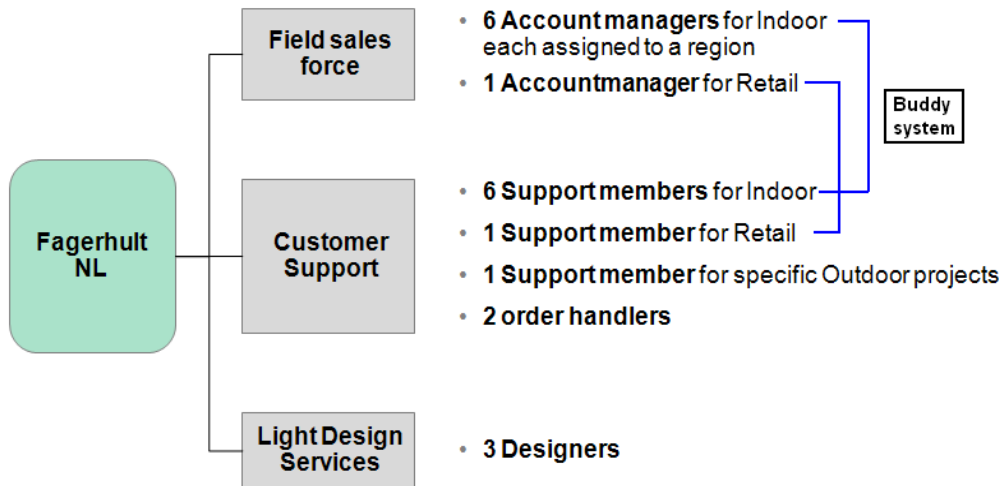 Fagerhult
NL
Field sales
force
• 6 Account managers for Indoor
each assigned to a region
• 1 Accountmanager for Retail
Buddy
system
Customer
Support
• 6 Support members for Indoor
• 1 Support member for Retail
• 1 Support member for specific Outdoor projects
• 2 order handlers
Light Design
Services
• 3 Designers